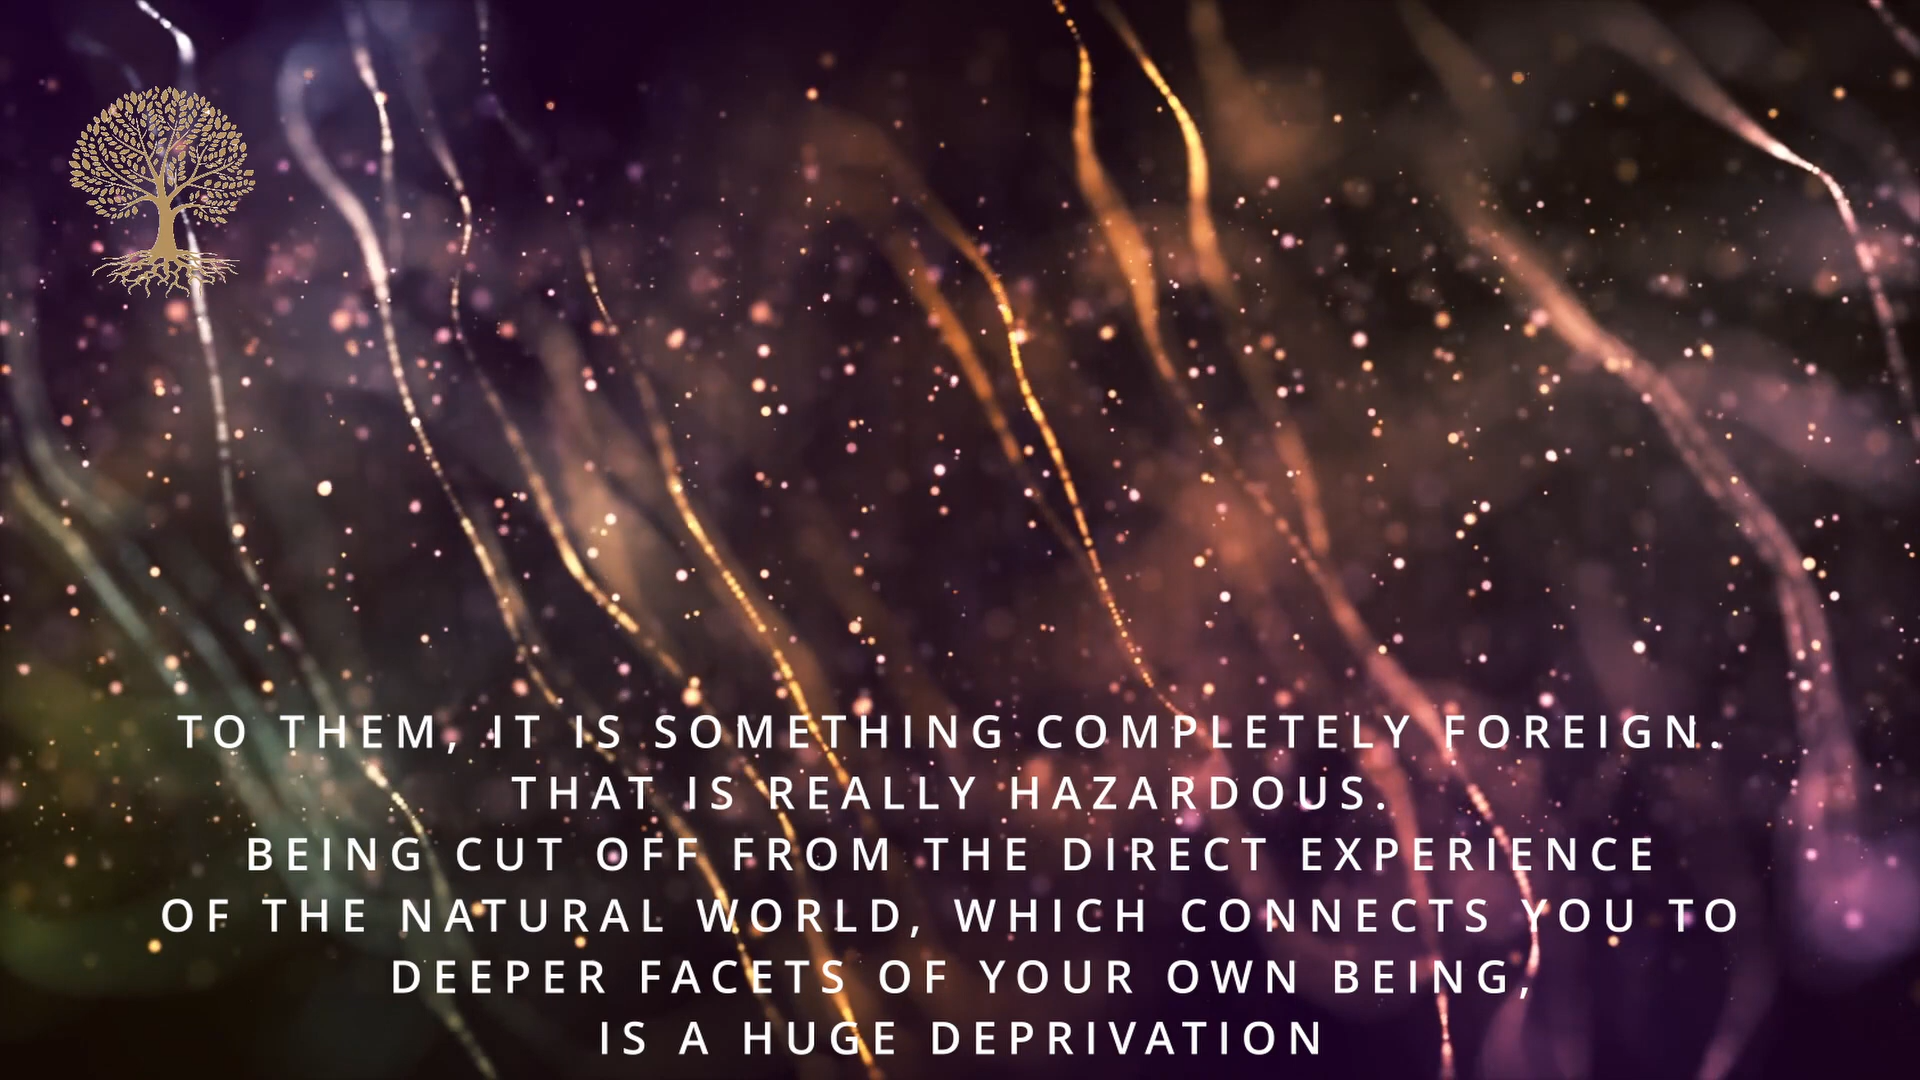 TO THEM, IT IS SOMETHING COMPLETELY FOREIGN.
THAT IS REALLY HAZARDOUS.
BEING CUT OFF FROM THE DIRECT EXPERIENCE
OF THE NATURAL WORLD, WHICH CONNECTS YOU TO
DEEPER FACETS OF YOUR OWN BEING,
IS A HUGE DEPRIVATION